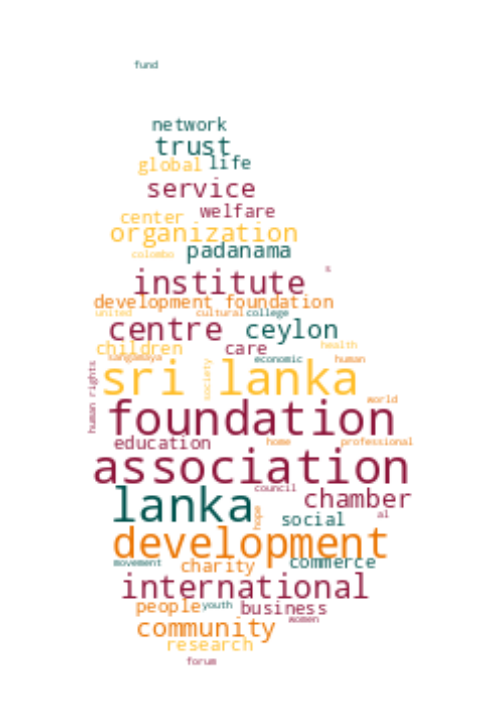 fund
network
trust
global life
service
center welfare
organization
colombo padanama
institute s
development foundation
united cultural college
centre ceylon
children care health
sangamaya economic human
sri lanka
society
human rights
world
foundation
education home professional
association
council
lanka chamber
hope social al
development
movement charity commerce
international
people youth business
community women
research
forum